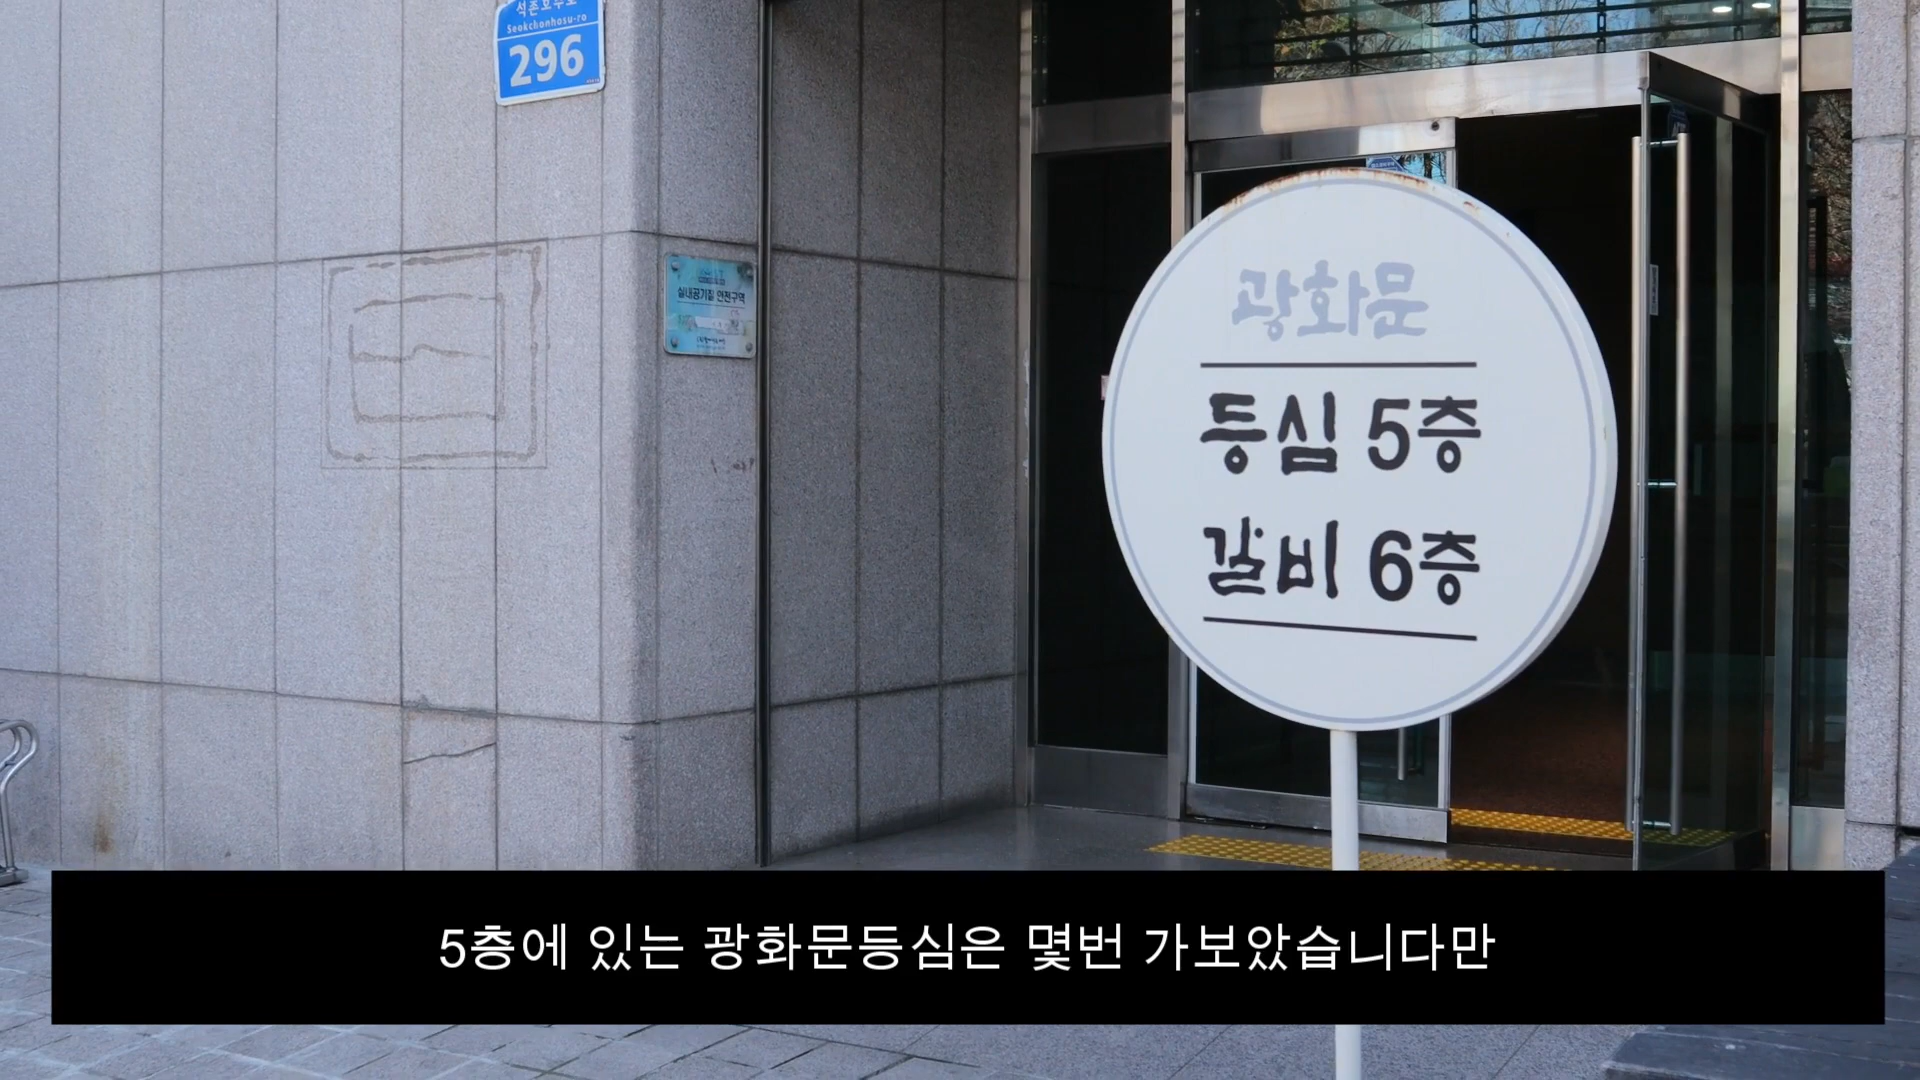 석촌호수로
Seokchonhosu-ro
296
실내공기질 안전구역
광화문
등심 5층
갈비 6층
5층에 있는 광화문등심은 몇번 가보았습니다만